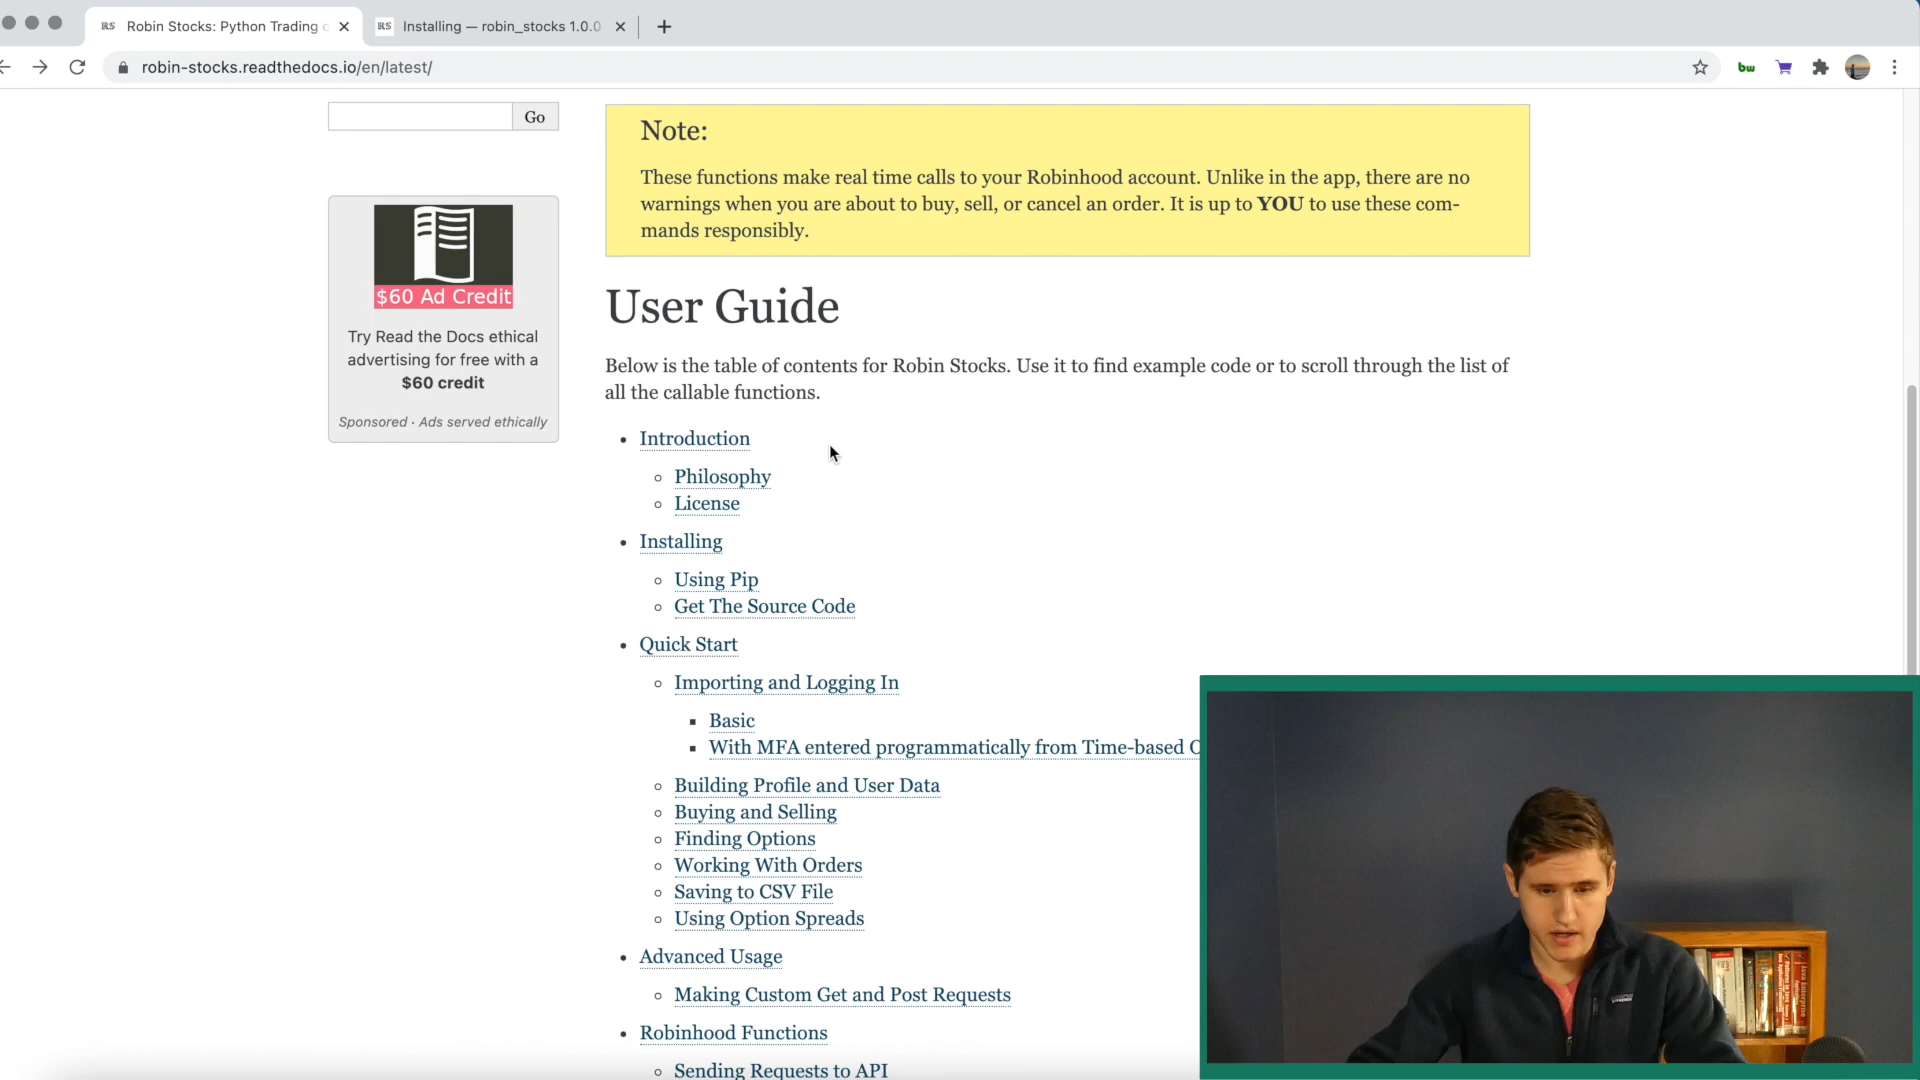 RS Robin Stocks: Python Trading
RS Installing — robin_stocks 1.0.0
robin-stocks.readthedocs.io/en/latest/
bw
Go
$60 Ad Credit
Try Read the Docs ethical
advertising for free with a
$60 credit
Sponsored · Ads served ethically
Note:
These functions make real time calls to your Robinhood account. Unlike in the app, there are no
warnings when you are about to buy, sell, or cancel an order. It is up to YOU to use these com-
mands responsibly.
User Guide
Below is the table of contents for Robin Stocks. Use it to find example code or to scroll through the list of
all the callable functions.
Introduction
Philosophy
License
Installing
Using Pip
Get The Source Code
Quick Start
Importing and Logging In
Basic
With MFA entered programmatically from Time-based
Building Profile and User Data
Buying and Selling
Finding Options
Working With Orders
Saving to CSV File
Using Option Spreads
Advanced Usage
Making Custom Get and Post Requests
Robinhood Functions
Sending Requests to API